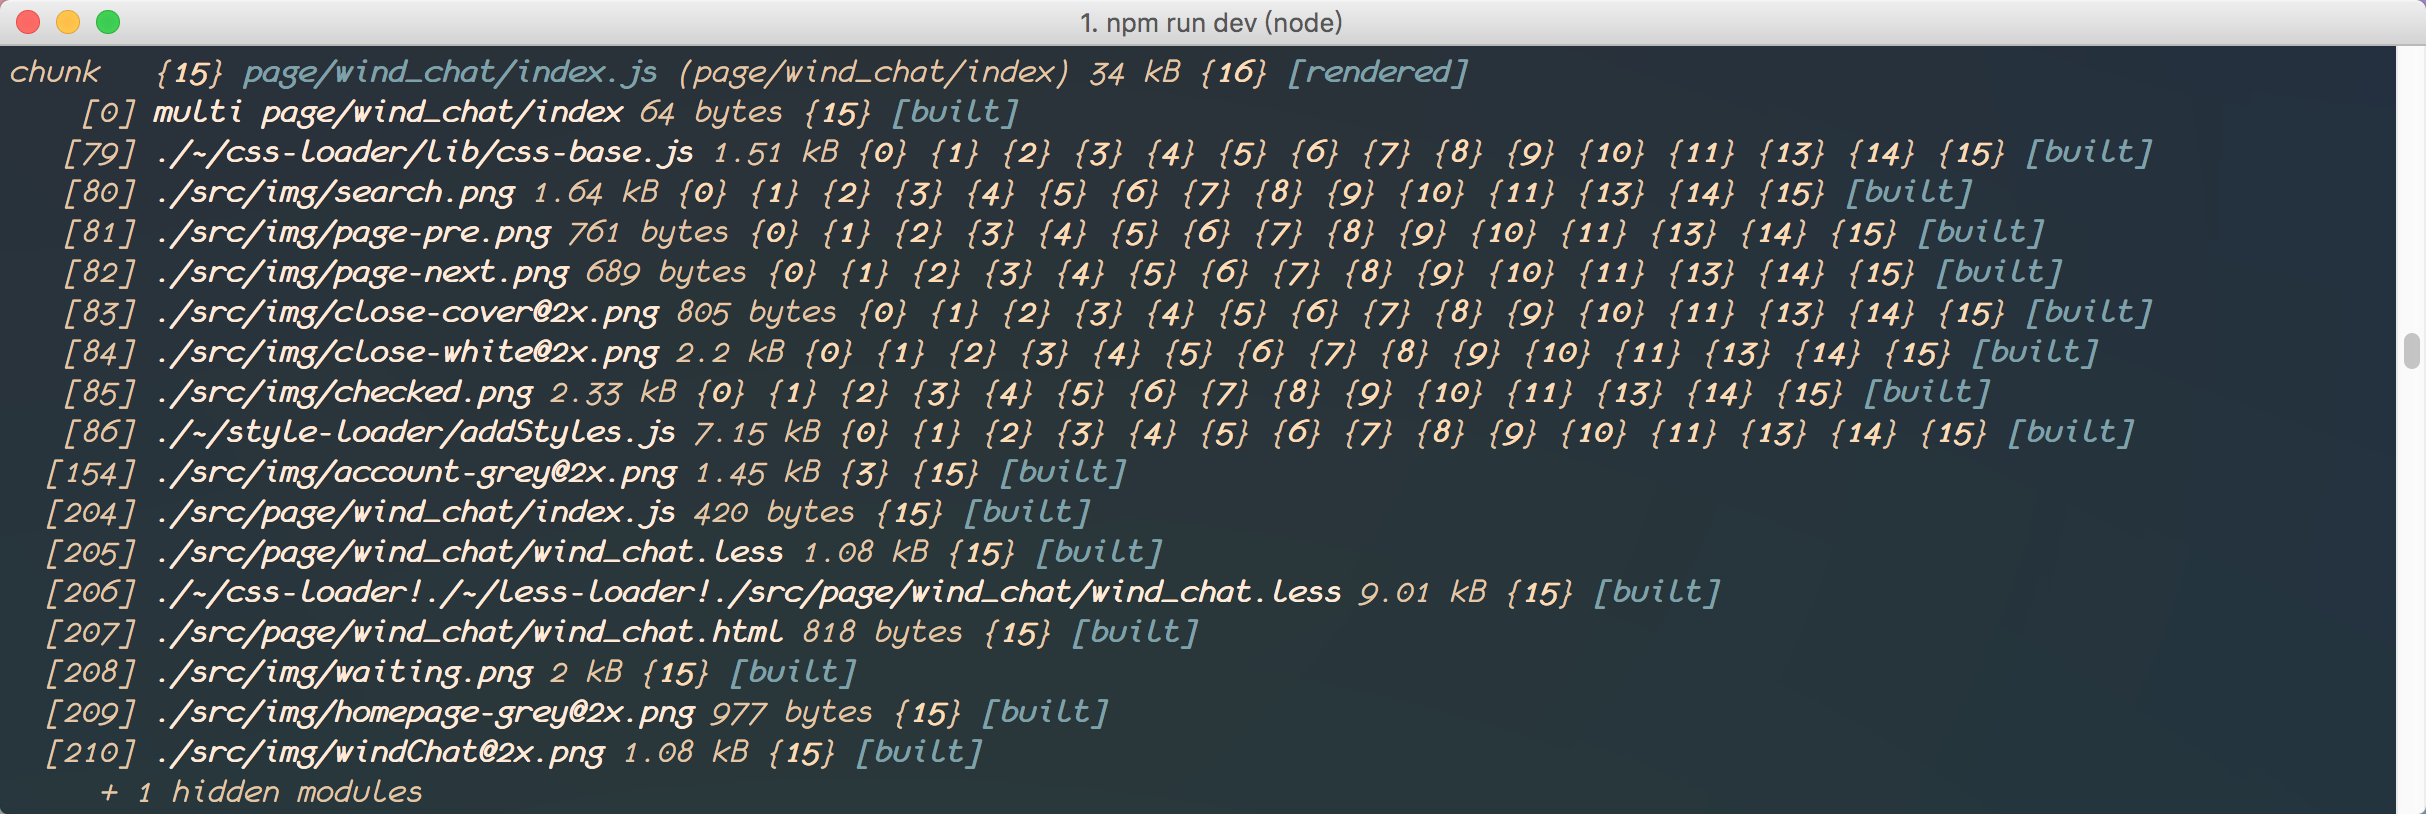 1. npm run dev (node)
chunk {15} page/wind_chat/index.js (page/wind_chat/index) 34 kB {16} [rendered]
[0] multi page/wind_chat/index 64 bytes {15} [built]
[79] ./~/css-loader/lib/css-base.js 1.51 kB {0} {1} {2} {3} {4} {5} {6} {7} {8} {9} {10} {11} {13} {14} {15} [built]
[80] ./src/img/search.png 1.64 kB {0} {1} {2} {3} {4} {5} {6} {7} {8} {9} {10} {11} {13} {14} {15} [built]
[81] ./src/img/page-pre.png 761 bytes {0} {1} {2} {3} {4} {5} {6} {7} {8} {9} {10} {11} {13} {14} {15} [built]
[82] ./src/img/page-next.png 689 bytes {0} {1} {2} {3} {4} {5} {6} {7} {8} {9} {10} {11} {13} {14} {15} [built]
[83] ./src/img/close-cover@2x.png 805 bytes {0} {1} {2} {3} {4} {5} {6} {7} {8} {9} {10} {11} {13} {14} {15} [built]
[84] ./src/img/close-white@2x.png 2.2 kB {0} {1} {2} {3} {4} {5} {6} {7} {8} {9} {10} {11} {13} {14} {15} [built]
[85] ./src/img/checked.png 2.33 kB {0} {1} {2} {3} {4} {5} {6} {7} {8} {9} {10} {11} {13} {14} {15} [built]
[86] ./~/style-loader/addStyles.js 7.15 kB {0} {1} {2} {3} {4} {5} {6} {7} {8} {9} {10} {11} {13} {14} {15} [built]
[154] ./src/img/account-grey@2x.png 1.45 kB {3} {15} [built]
[204] ./src/page/wind_chat/index.js 420 bytes {15} [built]
[205] ./src/page/wind_chat/wind_chat.less 1.08 kB {15} [built]
[206] ./~/css-loader!./~/less-loader!./src/page/wind_chat/wind_chat.less 9.01 kB {15} [built]
[207] ./src/page/wind_chat/wind_chat.html 818 bytes {15} [built]
[208] ./src/img/waiting.png 2 kB {15} [built]
[209] ./src/img/homepage-grey@2x.png 977 bytes {15} [built]
[210] ./src/img/windChat@2x.png 1.08 kB {15} [built]
+ 1 hidden modules